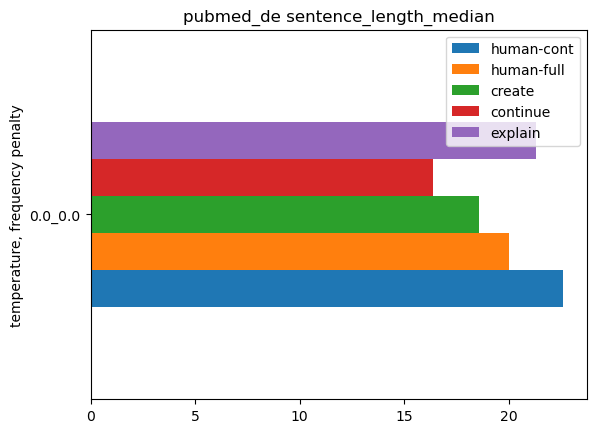 pubmed_de sentence_length_median
human-cont
human-full
create
continue
explain
temperature, frequency penalty
0.0_0.0
0
5
10
15
20